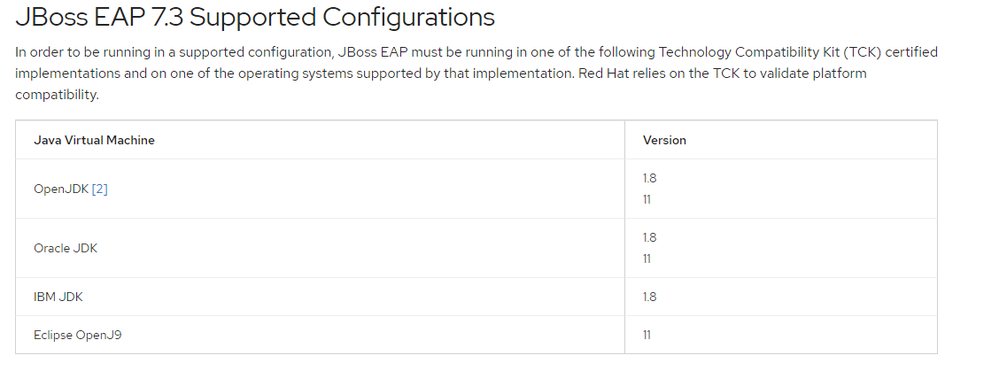 JBoss EAP 7.3 Supported Configurations
In order to be running in a supported configuration, JBoss EAP must be running in one of the following Technology Compatibility Kit (TCK) certified
implementations and on one of the operating systems supported by that implementation. Red Hat relies on the TCK to validate platform
compatibility.
Java Virtual Machine Version
OpenJDK [2]
1.8
11
Oracle JDK
1.8
11
IBM JDK 1.8
Eclipse OpenJ9 11